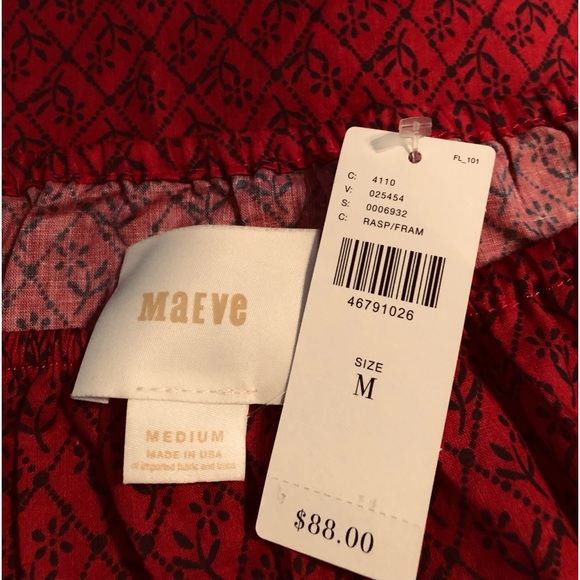 MaEVe
MEDIUM
MADE IN USA
of imported fabric and trims
FL_101
C: 4110
V: 025454
S: 0006932
C: RASP/FRAM
46791026
SIZE
M
$88.00